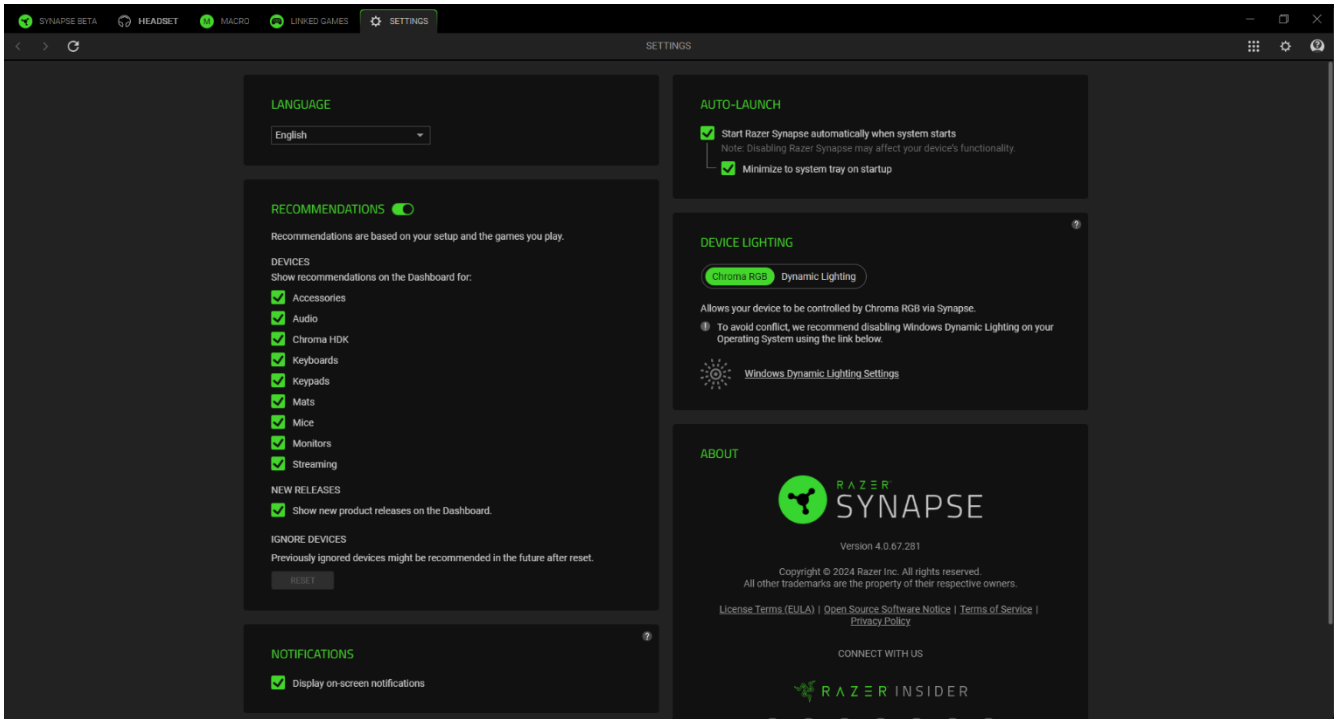 SYNAPSE BETA
HEADSET
MACRO
LINKED GAMES
SETTINGS
SETTINGS
LANGUAGE
English
RECOMMENDATIONS
Recommendations are based on your setup and the games you play.
DEVICES
Show recommendations on the Dashboard for:
Accessories
Audio
Chroma HDK
Keyboards
Keypads
Mats
Mice
Monitors
Streaming
NEW RELEASES
Show new product releases on the Dashboard.
IGNORE DEVICES
Previously ignored devices might be recommended in the future after reset.
RESET
NOTIFICATIONS
Display on-screen notifications
AUTO-LAUNCH
Start Razer Synapse automatically when system starts
Note: Disabling Razer Synapse may affect your device's functionality.
Minimize to system tray on startup
DEVICE LIGHTING
Chroma RGB
Dynamic Lighting
Allows your device to be controlled by Chroma RGB via Synapse.
To avoid conflict, we recommend disabling Windows Dynamic Lighting on your
Operating System using the link below.
Windows Dynamic Lighting Settings
ABOUT
RAZER
SYNAPSE
Version 4.0.67.281
Copyright © 2024 Razer Inc. All rights reserved.
All other trademarks are the property of their respective owners.
License Terms (EULA) | Open Source Software Notice | Terms of Service |
Privacy Policy
CONNECT WITH US
RAZER INSIDER